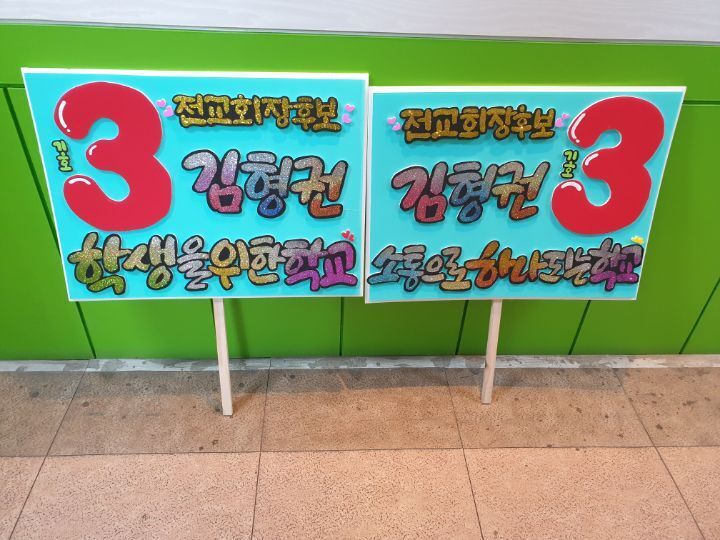 3 전교회장후보
기호
김형권
학생을위한학교
전교회장후보 3
기호
김형권
소통으로하나되는학교